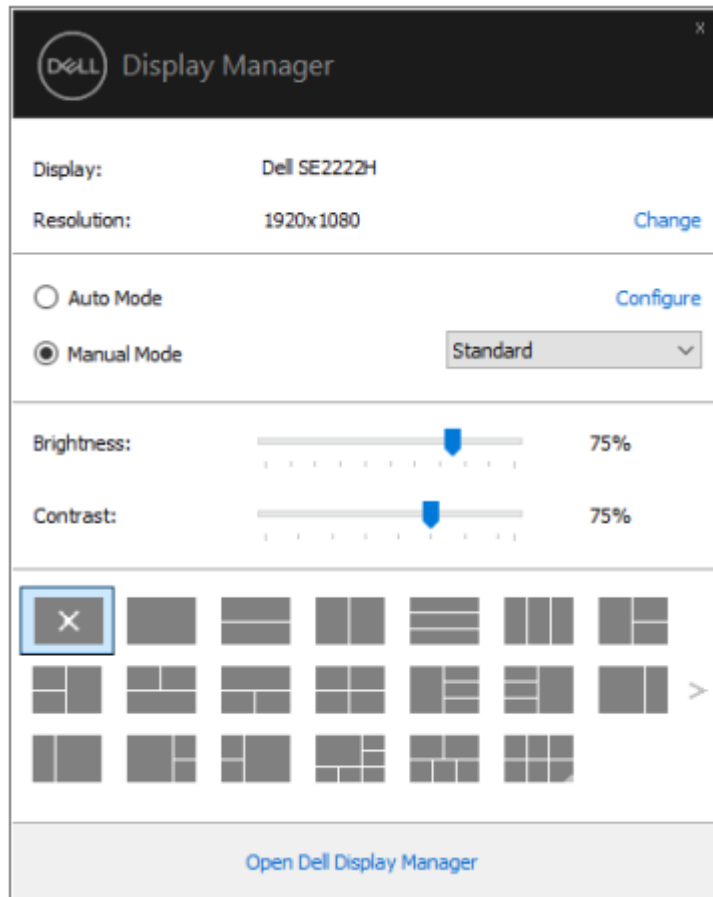 x
DELL Display Manager
Display: Dell SE2222H
Resolution: 1920x1080 Change
Auto Mode Configure
Manual Mode Standard
Brightness: 75%
Contrast: 75%
Open Dell Display Manager